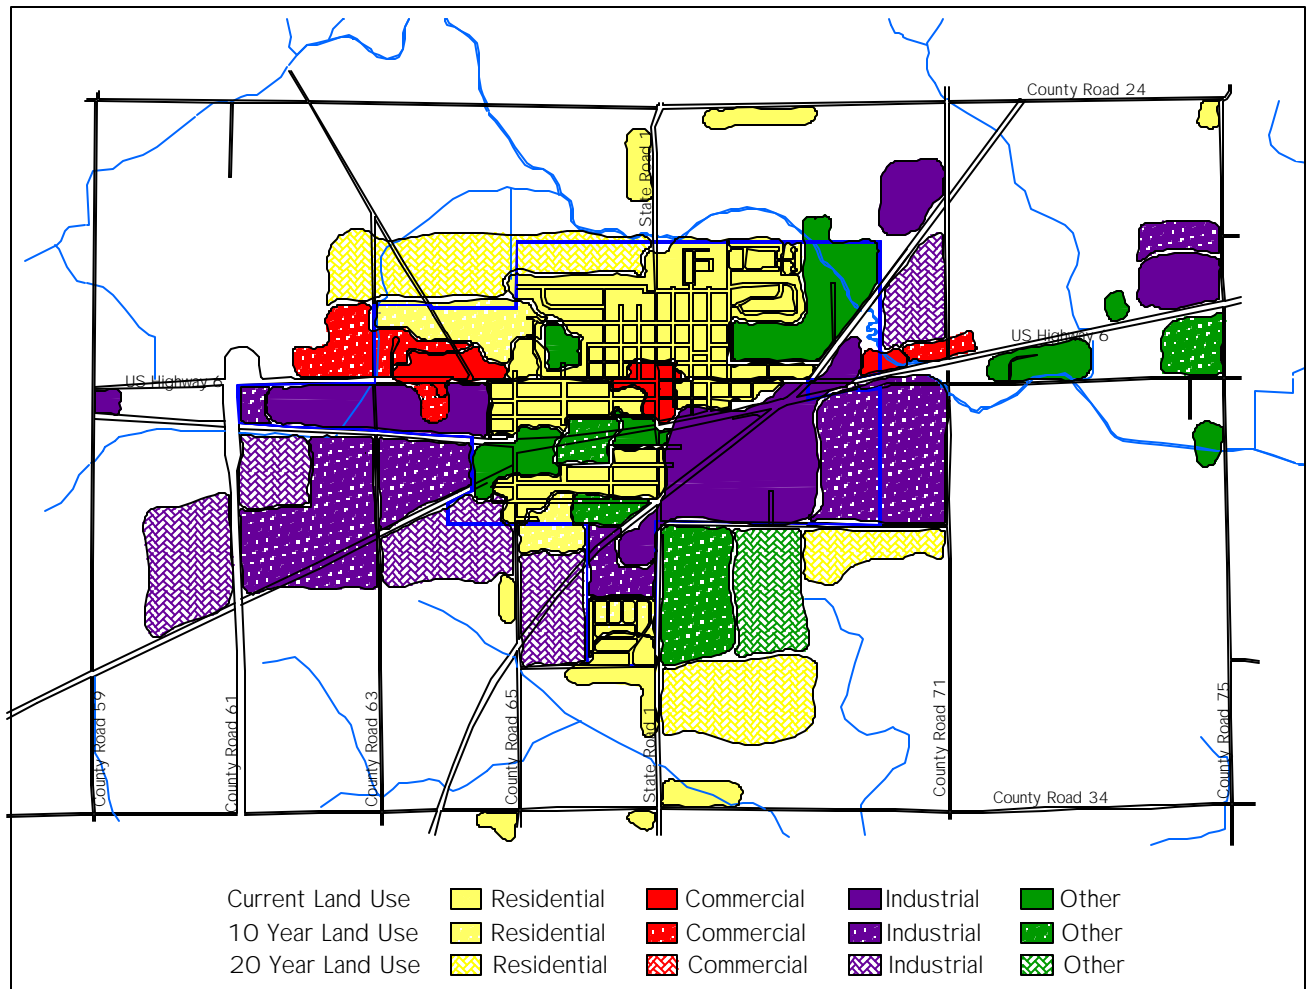 County Road 24
State Road 1
US Highway 6
US Highway 6
County Road 59
County Road 61
County Road 63
County Road 65
State Road 1
County Road 71
County Road 75
County Road 34
Current Land Use Residential Commercial Industrial Other
10 Year Land Use Residential Commercial Industrial Other
20 Year Land Use Residential Commercial Industrial Other